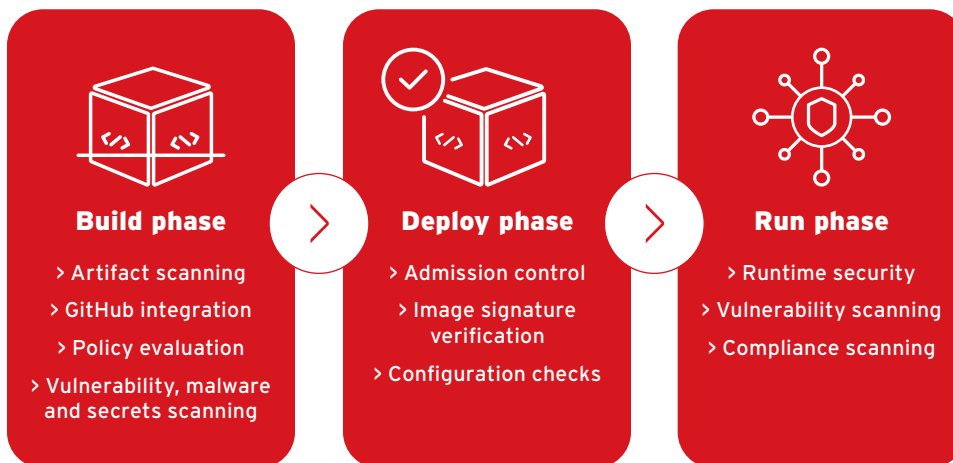 Build phase
> Artifact scanning
> GitHub integration
> Policy evaluation
> Vulnerability, malware
and secrets scanning
Deploy phase
> Admission control
> Image signature
verification
> Configuration checks
Run phase
> Runtime security
> Vulnerability scanning
> Compliance scanning